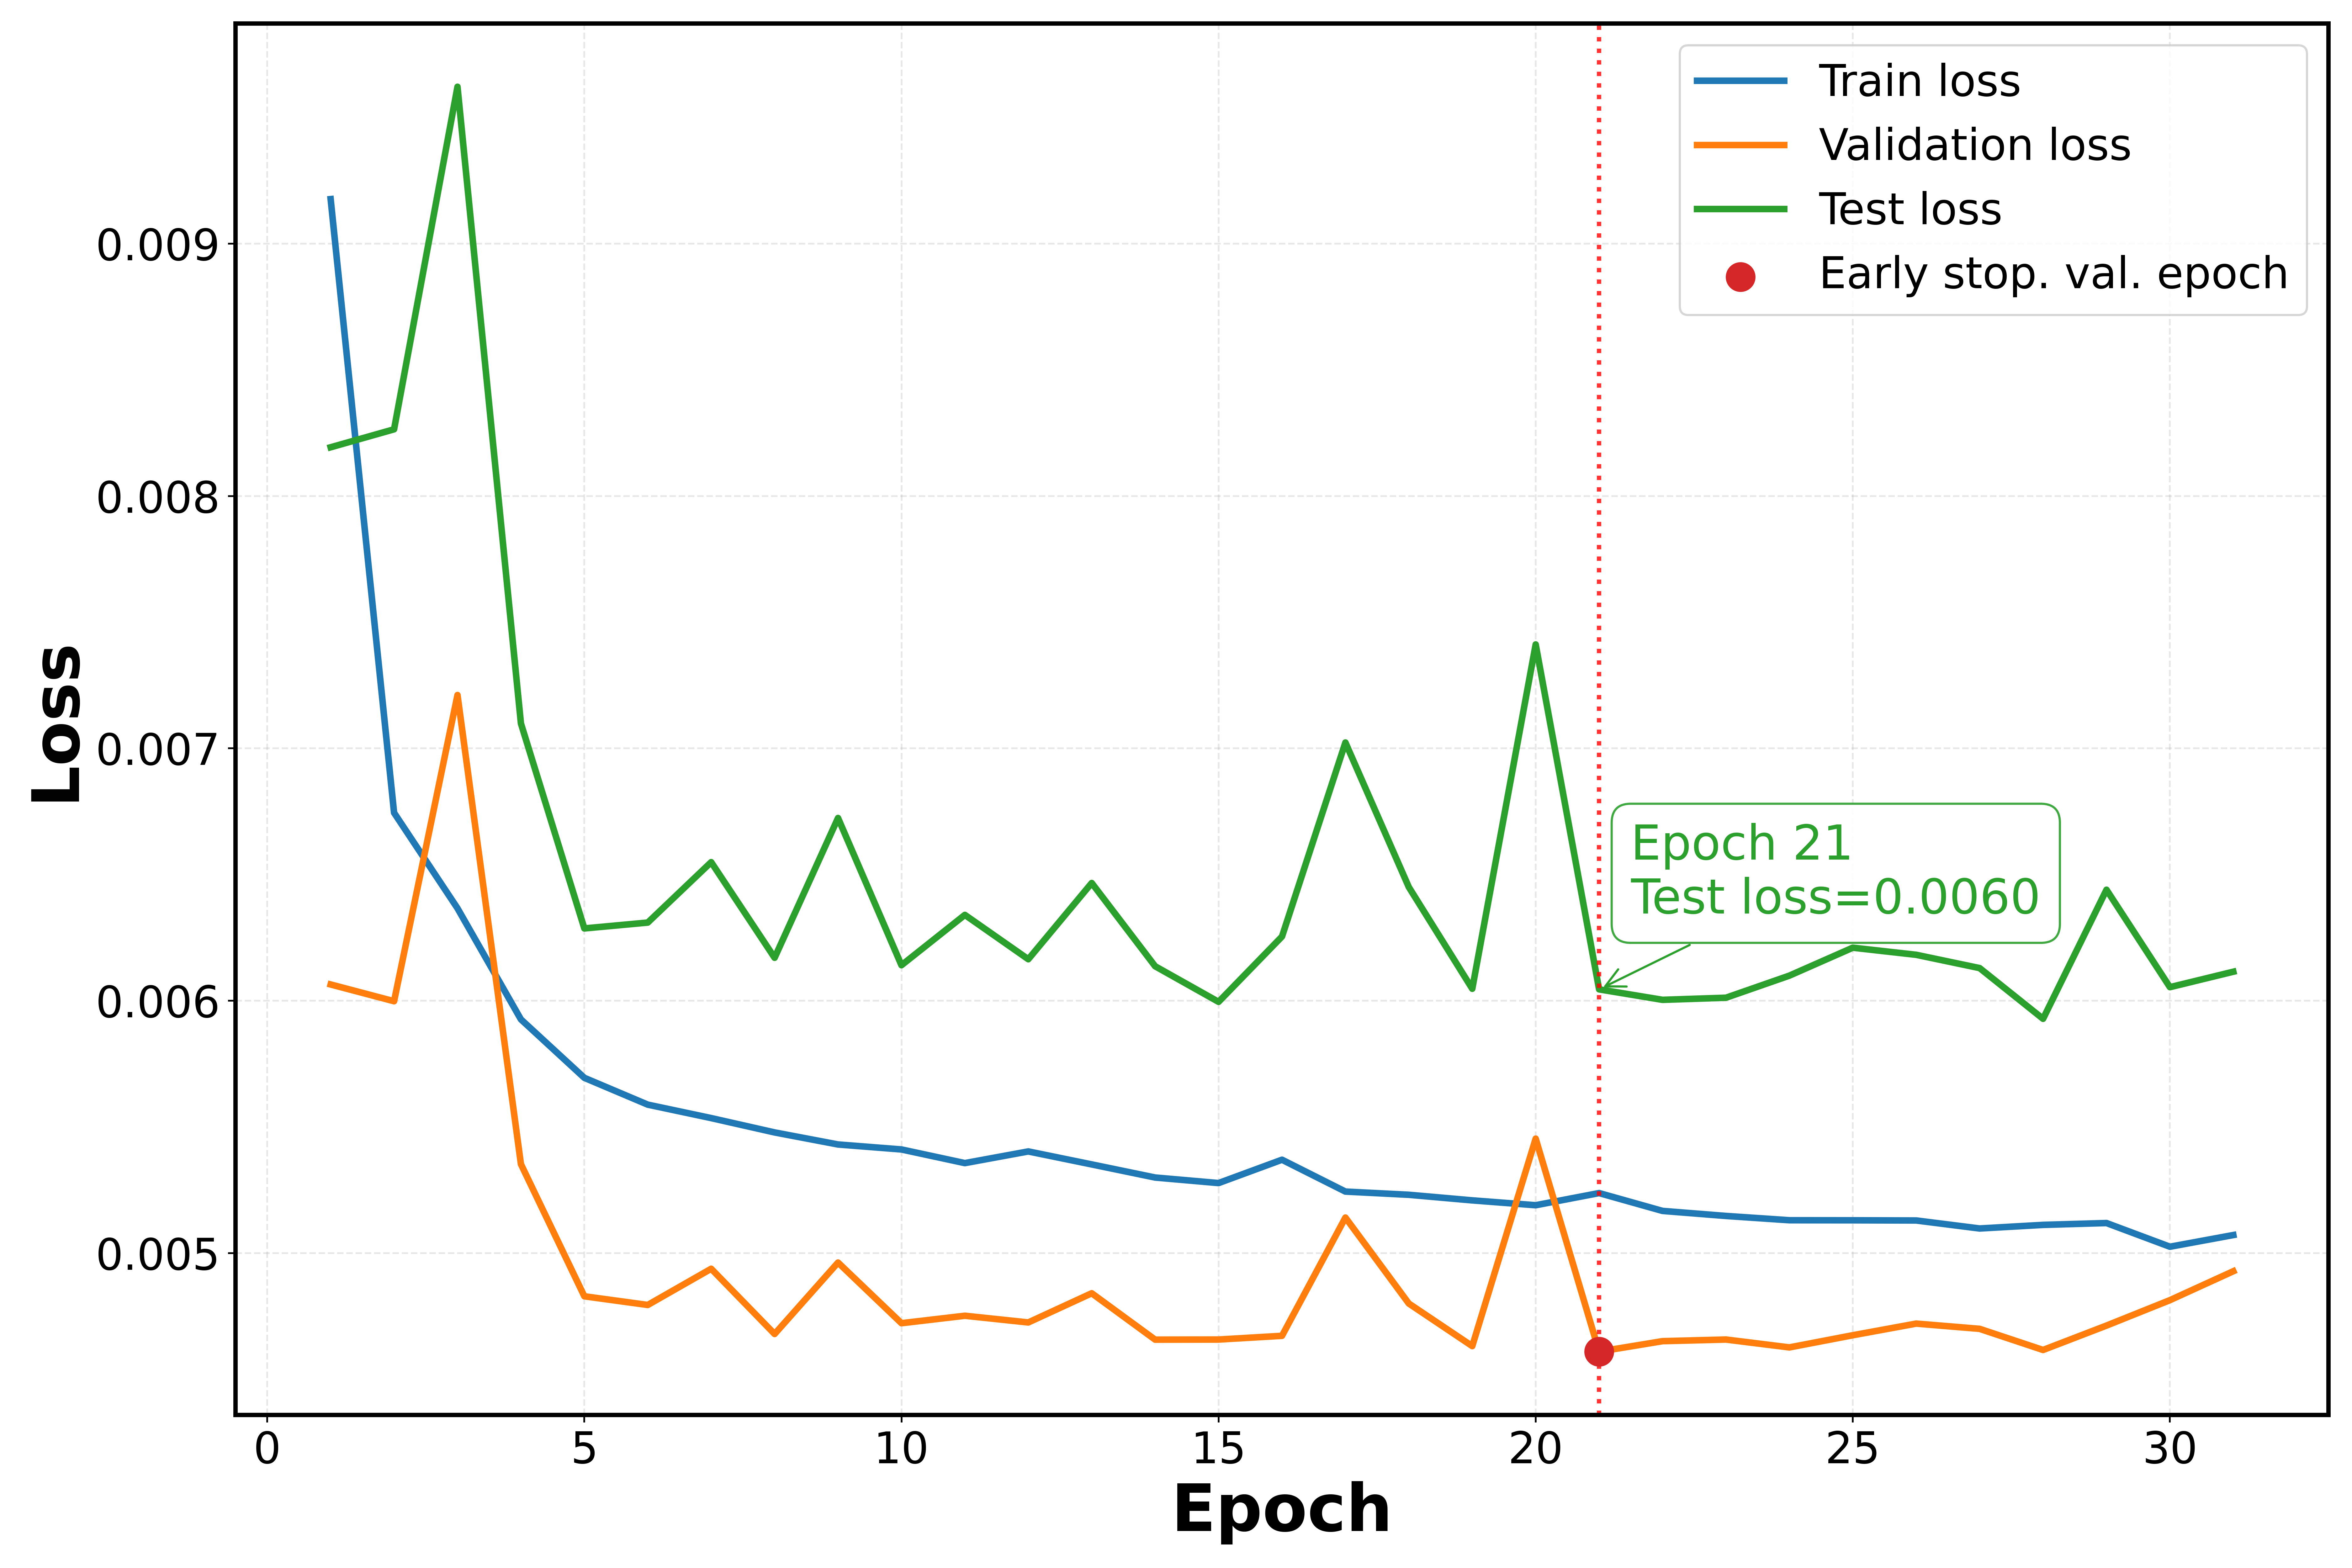 Train loss
Validation loss
Test loss
Early stop. val. epoch
0.009
0.008
0.007
0.006
0.005
Loss
Epoch 21
Test loss=0.0060
0 5 10 15 20 25 30
Epoch